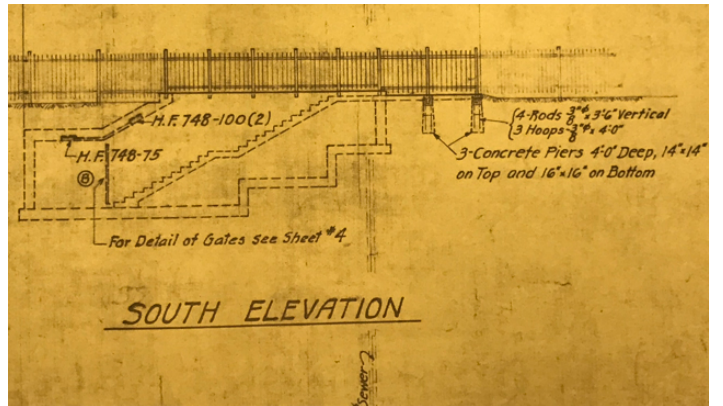 H.F. 748-100(2)
H.F. 748-75
Ⓑ
4-Rods 3/8"ᶲ x 3'-6" Vertical
3 Hoops-3/8"ᶲ x 4'-0"
3-Concrete Piers 4'-0" Deep, 14"x14"
on Top and 16"x16" on Bottom
For Detail of Gates see Sheet #4
SOUTH ELEVATION
Sewer